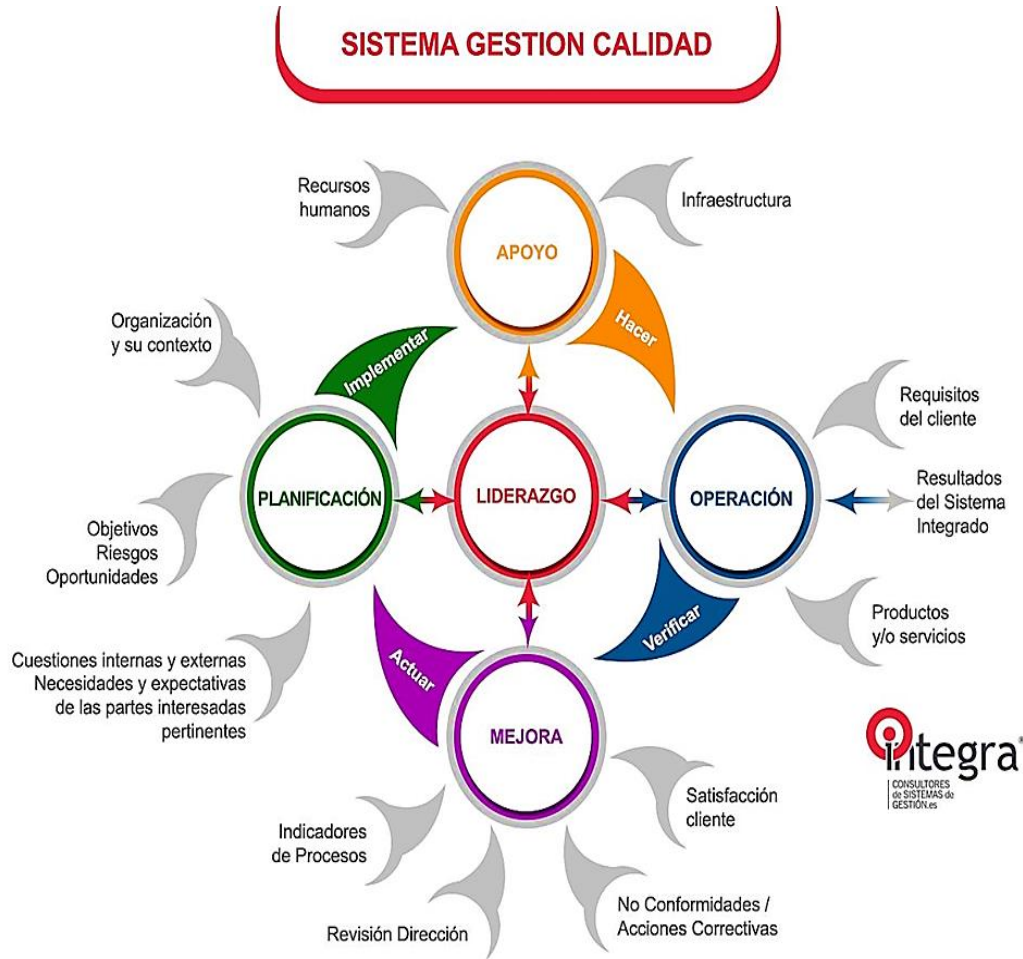 SISTEMA GESTION CALIDAD
Recursos
humanos
Infraestructura
APOYO
Hacer
Implementar
Organización
y su contexto
Requisitos
del cliente
PLANIFICACIÓN
LIDERAZGO
OPERACIÓN
Resultados
del Sistema
Integrado
Objetivos
Riesgos
Oportunidades
Productos
y/o servicios
Verificar
Actuar
Cuestiones internas y externas
Necesidades y expectativas
de las partes interesadas
pertinentes
MEJORA
integra®
CONSULTORES
de SISTEMAS de
GESTIÓN.es
Satisfacción
cliente
Indicadores
de Procesos
No Conformidades /
Acciones Correctivas
Revisión Dirección